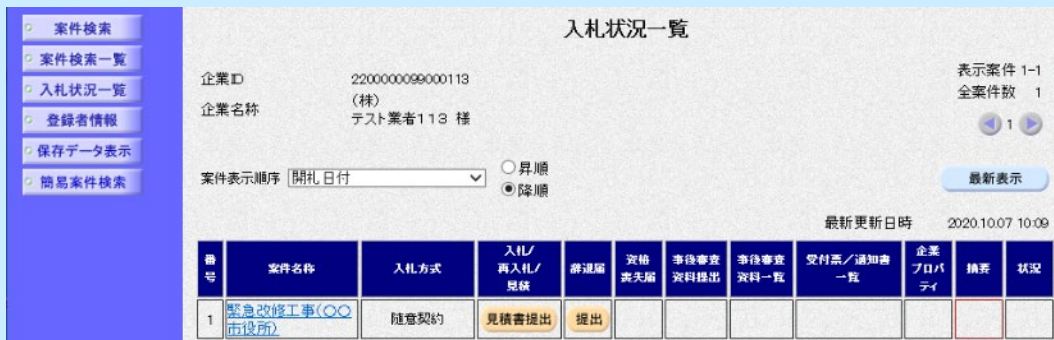 案件検索
案件検索一覧
入札状況一覧
登録者情報
保存データ表示
簡易案件検索
入札状況一覧
企業ID 2200000099000113
企業名称 (株)
テスト業者113 様
表示案件 1-1
全案件数 1
1
案件表示順序 開札日付
昇順
降順
最新表示
最新更新日時 2020.10.07 10:09
番号
案件名称
入札方式
入札/
再入札/
見積
辞退届
資格
喪失届
事後審査
資料提出
事後審査
資料一覧
受付票/通知書
一覧
企業
プロパ
ティ
摘要
状況
1
緊急改修工事(〇〇
市役所)
随意契約
見積書提出
提出